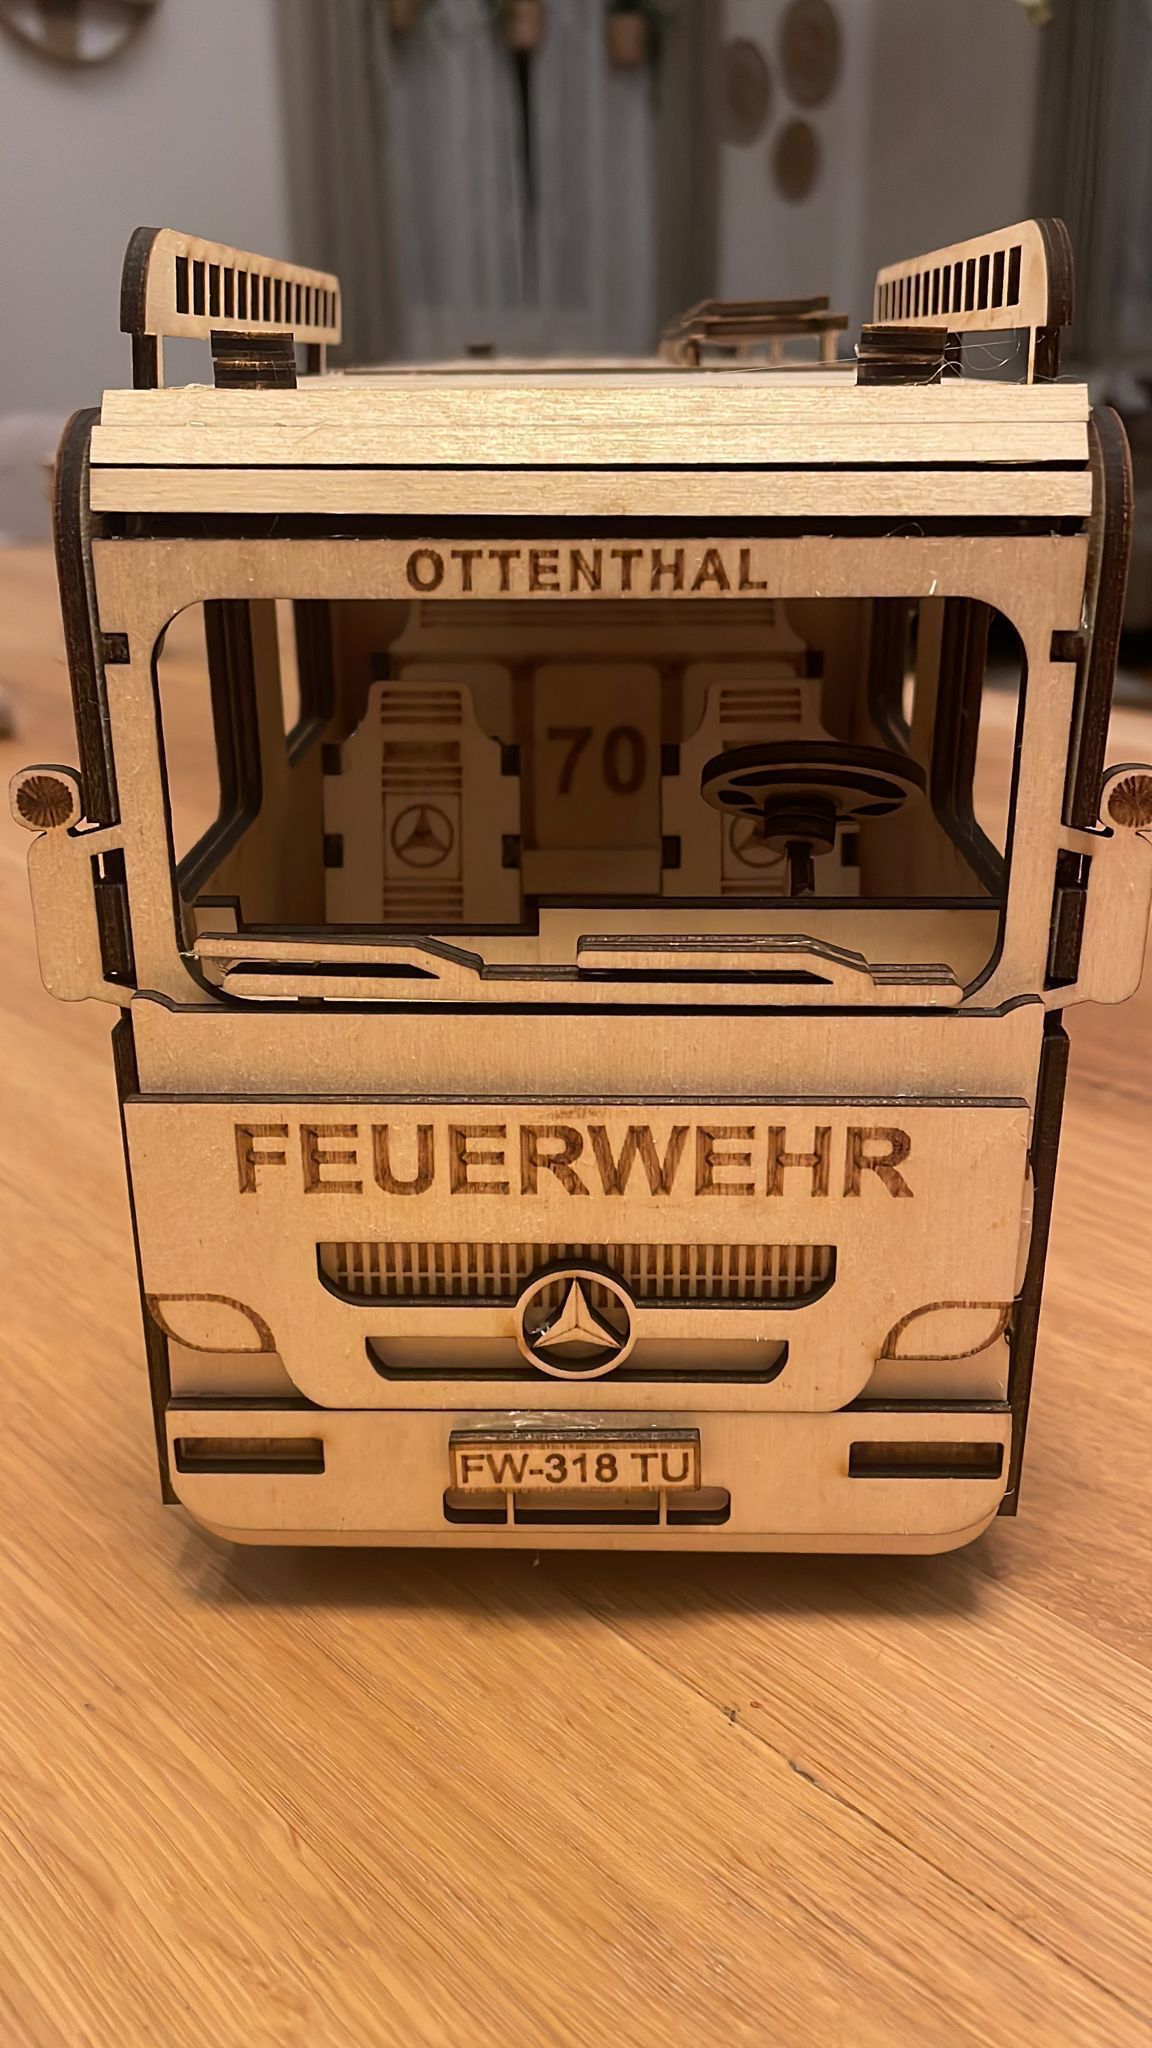 OTTENTHAL
70
FEUERWEHR
FW-318 TU